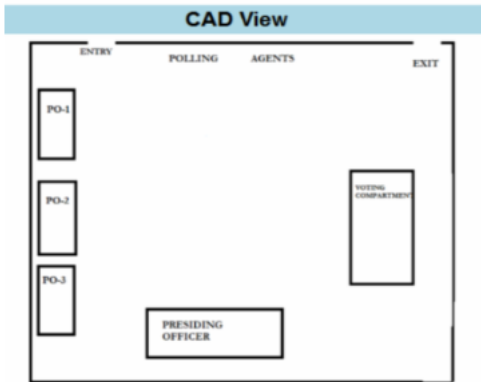 CAD View
ENTRY
POLLING AGENTS
EXIT
PO-1
PO-2
VOTING
COMPARTMENT
PO-3
PRESIDING
OFFICER